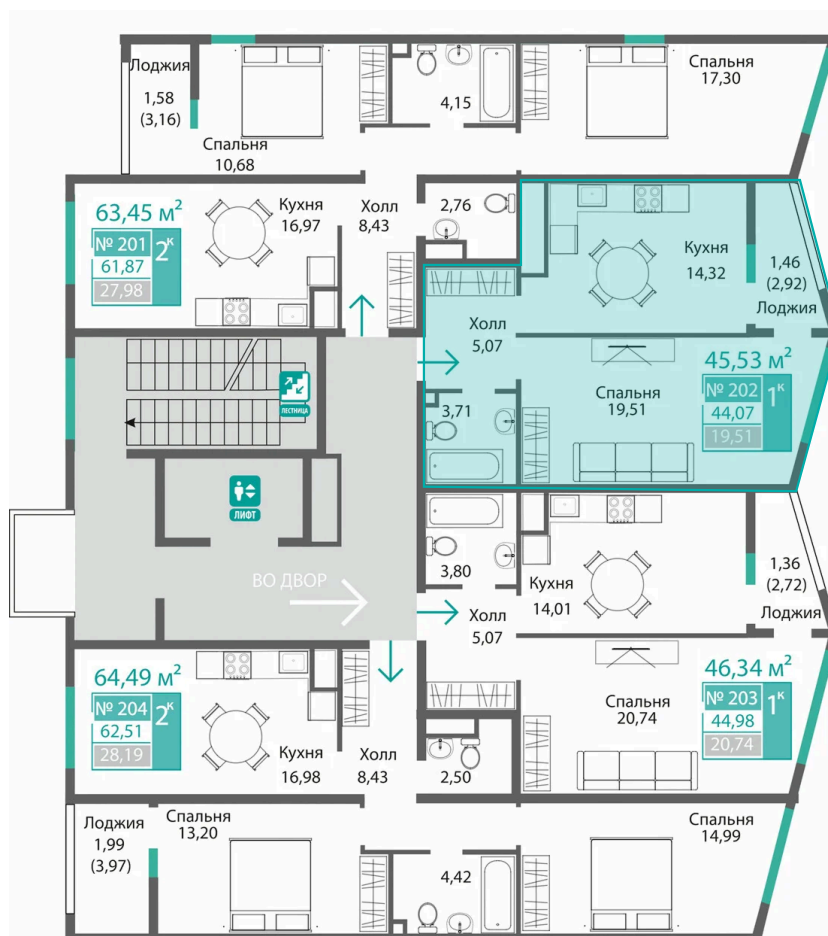 Лоджия
1,58
(3,16)
Спальня
10,68
4,15
Спальня
17,30
63,45 м²
№ 201
2к
61,87
27,98
Кухня
16,97
Холл
8,43
2,76
Кухня
14,32
1,46
(2,92)
Лоджия
Холл
5,07
45,53 м²
№ 202
1к
44,07
19,51
Спальня
19,51
3,71
ЛЕСТНИЦА
ЛИФТ
ВО ДВОР
3,80
Кухня
14,01
1,36
(2,72)
Лоджия
Холл
5,07
64,49 м²
№ 204
2к
62,51
28,19
Кухня
16,98
Холл
8,43
2,50
Спальня
20,74
46,34 м²
№ 203
1к
44,98
20,74
Лоджия
1,99
(3,97)
Спальня
13,20
4,42
Спальня
14,99